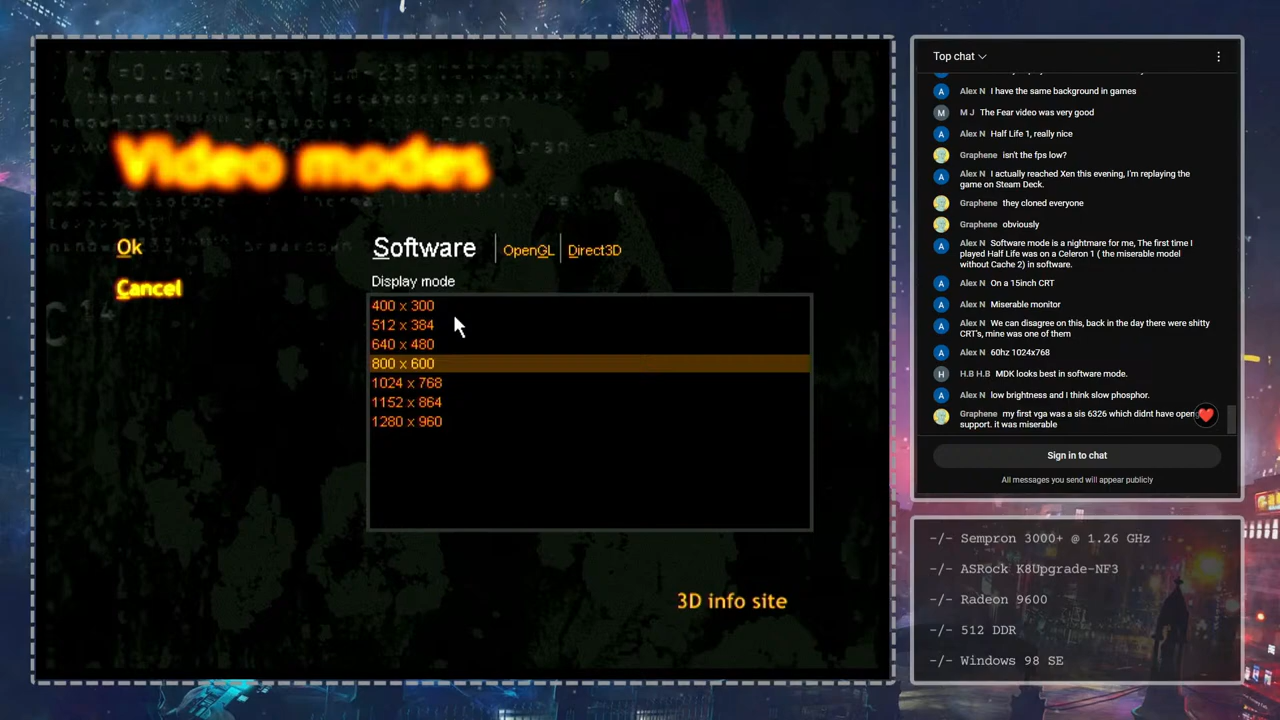 Video modes
Ok
Cancel
Software
OpenGL
Direct3D
Display mode
400 x 300
512 x 384
640 x 480
800 x 600
1024 x 768
1152 x 864
1280 x 960
3D info site
Top chat
A Alex N I have the same background in games
M M J The Fear video was very good
A Alex N Half Life 1, really nice
Graphene isn't the fps low?
A Alex N I actually reached Xen this evening, I'm replaying the
game on Steam Deck.
Graphene they cloned everyone
Graphene obviously
A Alex N Software mode is a nightmare for me, The first time I
played Half Life was on a Celeron 1 ( the miserable model
without Cache 2) in software.
A Alex N On a 15inch CRT
A Alex N Miserable monitor
A Alex N We can disagree on this, back in the day there were shitty
CRT's, mine was one of them
A Alex N 60hz 1024x768
H H.B H.B MDK looks best in software mode.
A Alex N low brightness and I think slow phosphor.
Graphene my first vga was a sis 6326 which didnt have open
support. it was miserable
Sign in to chat
All messages you send will appear publicly
-/- Sempron 3000+ @ 1.26 GHz
-/- ASRock K8Upgrade-NF3
-/- Radeon 9600
-/- 512 DDR
-/- Windows 98 SE